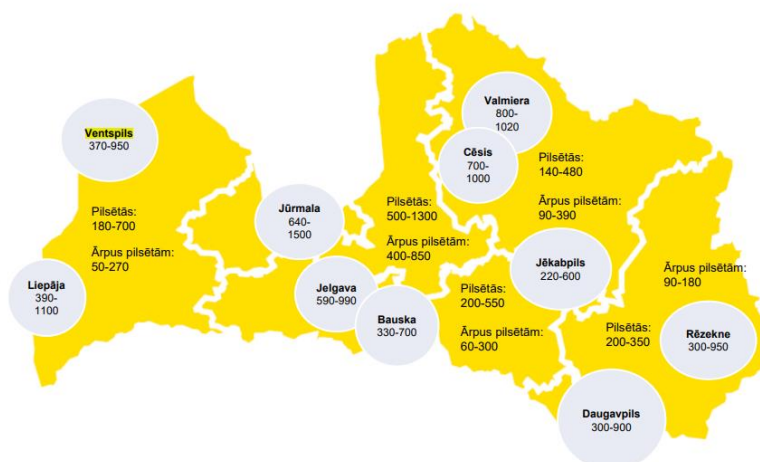 Ventspils
370-950
Pilsētās:
180-700
Ārpus pilsētām:
50-270
Liepāja
390-
1100
Jūrmala
640-
1500
Jelgava
590-990
Bauska
330-700
Pilsētās:
500-1300
Ārpus pilsētām:
400-850
Valmiera
800-
1020
Cēsis
700-
1000
Pilsētās:
140-480
Ārpus pilsētām:
90-390
Jēkabpils
220-600
Pilsētās:
200-550
Ārpus pilsētām:
60-300
Ārpus pilsētām:
90-180
Pilsētās:
200-350
Rēzekne
300-950
Daugavpils
300-900